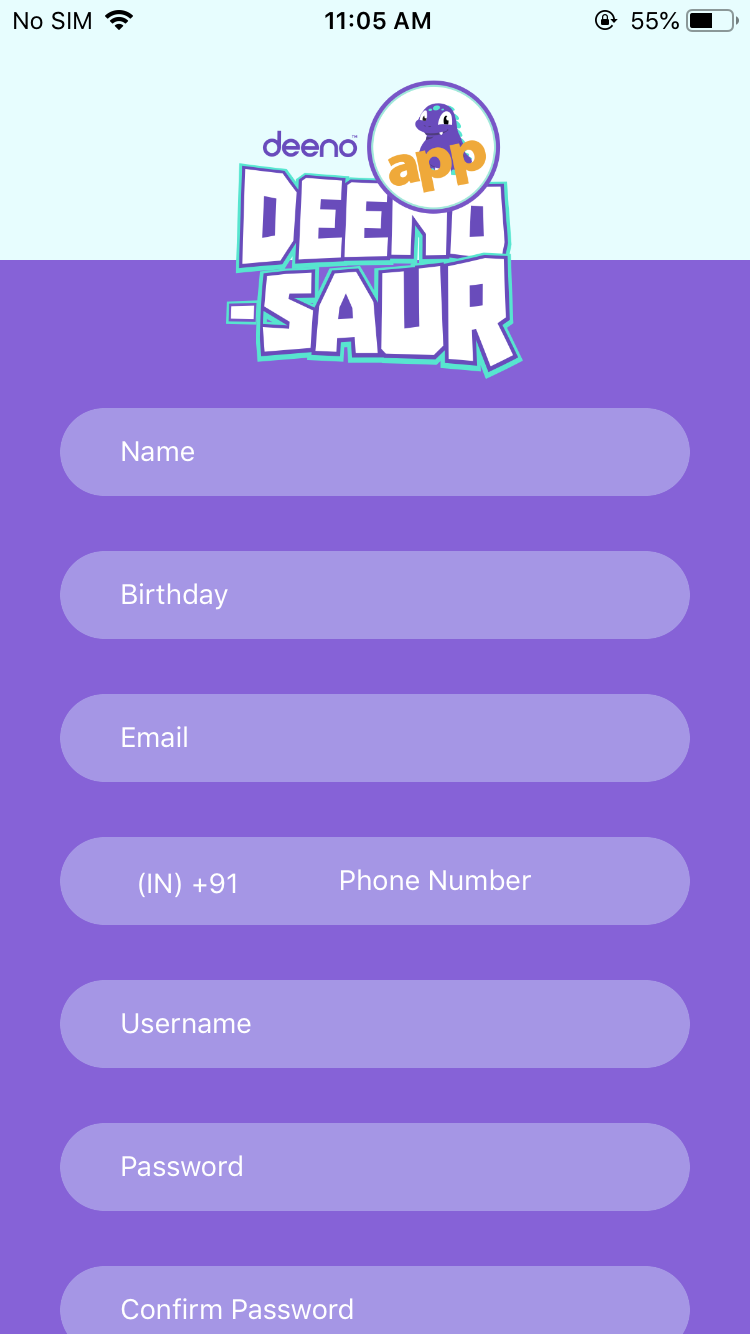 No SIM 11:05 AM 55%
deeno™
app
DEENO
-SAUR
Name
Birthday
Email
(IN) +91 Phone Number
Username
Password
Confirm Password